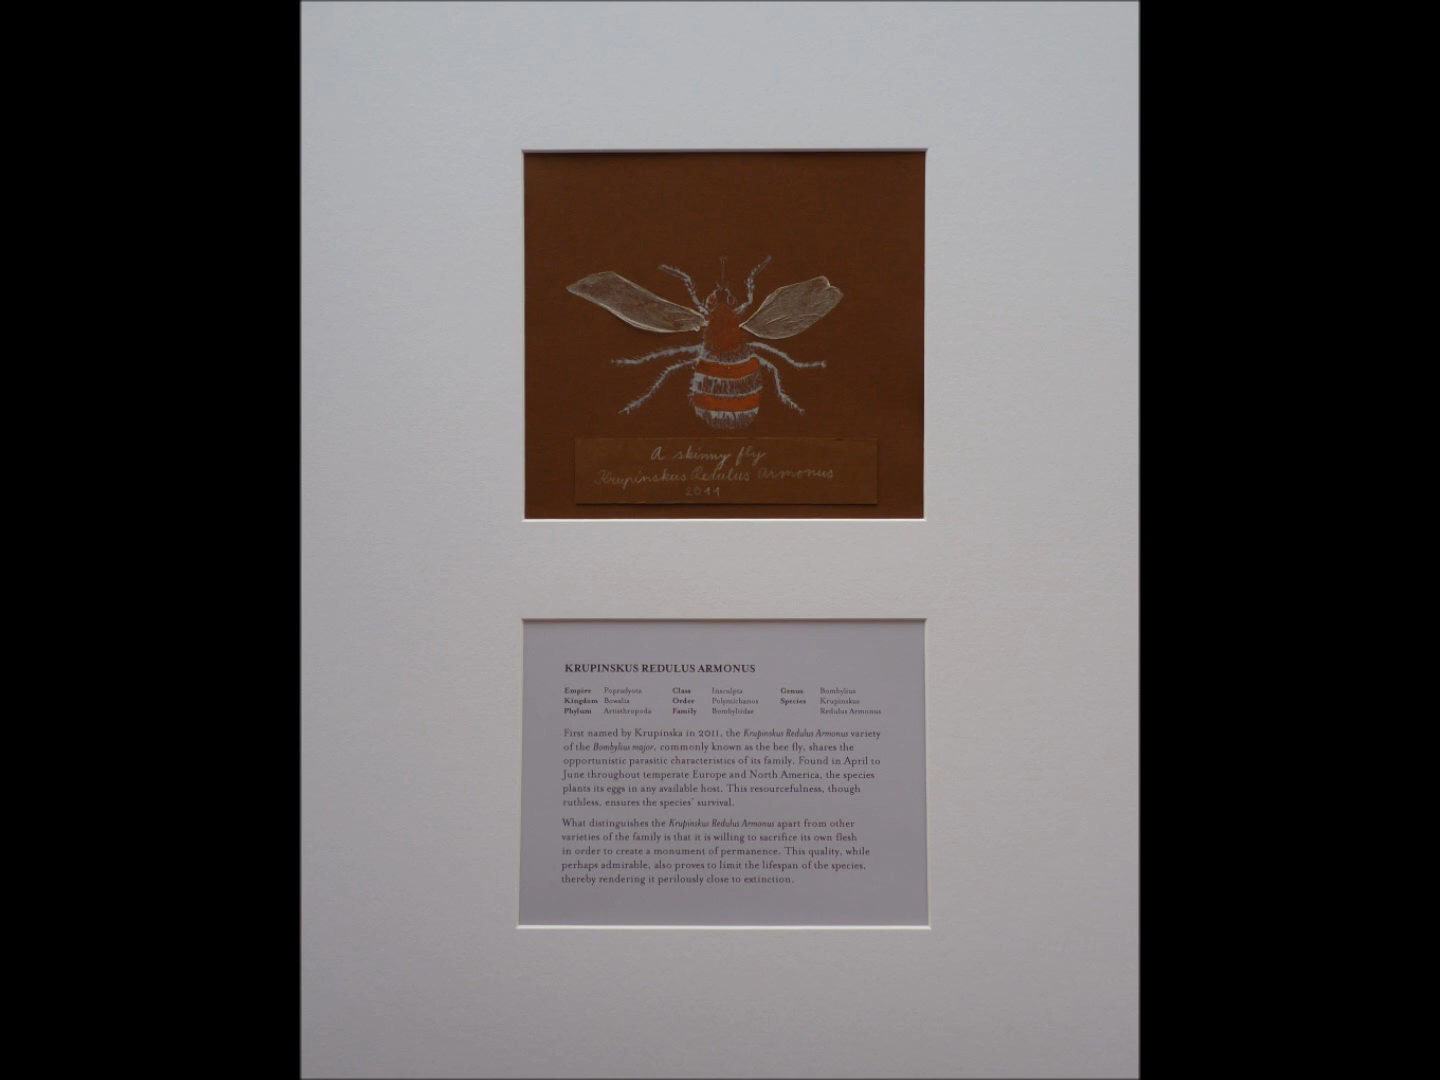 A skinny fly
Krupinskus Redulus Armonus
2011
KRUPINSKUS REDULUS ARMONUS
Empire Popradyota Class Insculpta Genus Bombylius
Kingdom Bowalia Order Polymithanos Species Krupinskus
Phylum Artisthropoda Family Bombyliidae Redulus Armonus
First named by Krupinska in 2011, the Krupinskus Redulus Armonus variety
of the Bombylius major, commonly known as the bee fly, shares the
opportunistic parasitic characteristics of its family. Found in April to
June throughout temperate Europe and North America, the species
plants its eggs in any available host. This resourcefulness, though
ruthless, ensures the species' survival.
What distinguishes the Krupinskus Redulus Armonus apart from other
varieties of the family is that it is willing to sacrifice its own flesh
in order to create a monument of permanence. This quality, while
perhaps admirable, also proves to limit the lifespan of the species,
thereby rendering it perilously close to extinction.